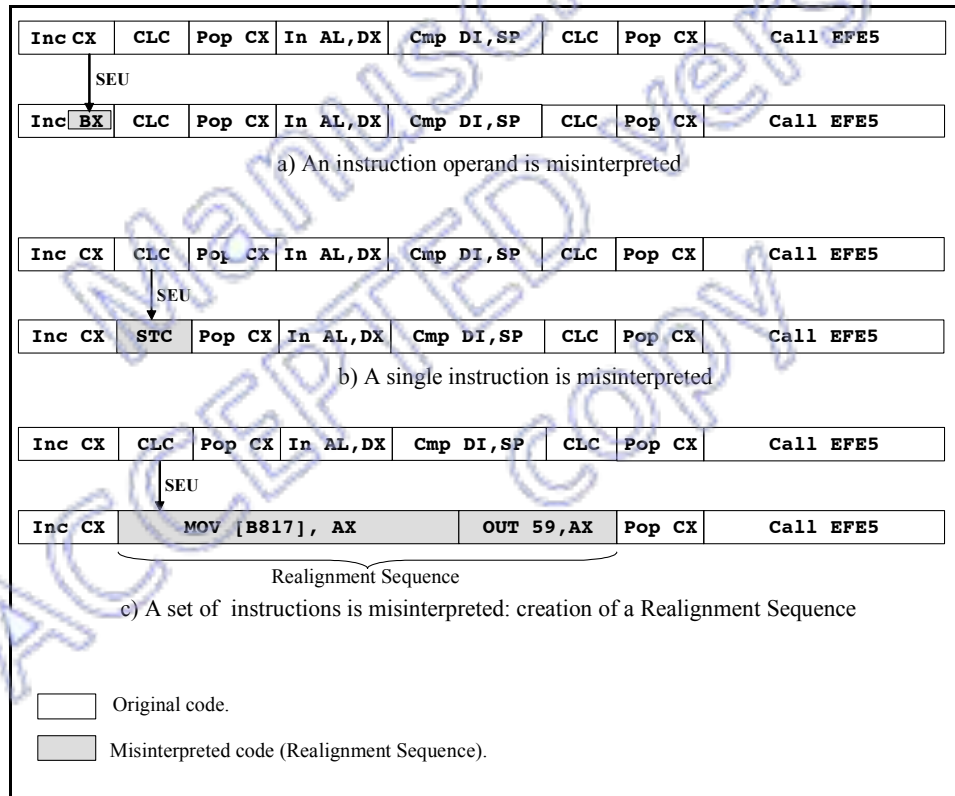 Inc CX CLC Pop CX In AL,DX Cmp DI,SP CLC Pop CX Call EFE5
SEU
Inc BX CLC Pop CX In AL,DX Cmp DI,SP CLC Pop CX Call EFE5
a) An instruction operand is misinterpreted
Inc CX CLC Pop CX In AL,DX Cmp DI,SP CLC Pop CX Call EFE5
SEU
Inc CX STC Pop CX In AL,DX Cmp DI,SP CLC Pop CX Call EFE5
b) A single instruction is misinterpreted
Inc CX CLC Pop CX In AL,DX Cmp DI,SP CLC Pop CX Call EFE5
SEU
Inc CX MOV [B817], AX OUT 59,AX Pop CX Call EFE5
Realignment Sequence
c) A set of instructions is misinterpreted: creation of a Realignment Sequence
Original code.
Misinterpreted code (Realignment Sequence).
ACCEPTED
copy